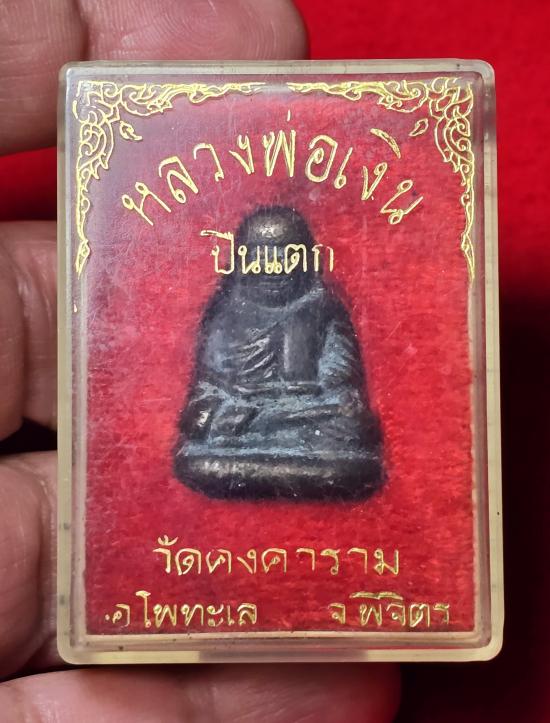 หลวงพ่อเงิน
ปืนแตก
วัดคงคาราม
อ โพทะเล จ พิจิตร